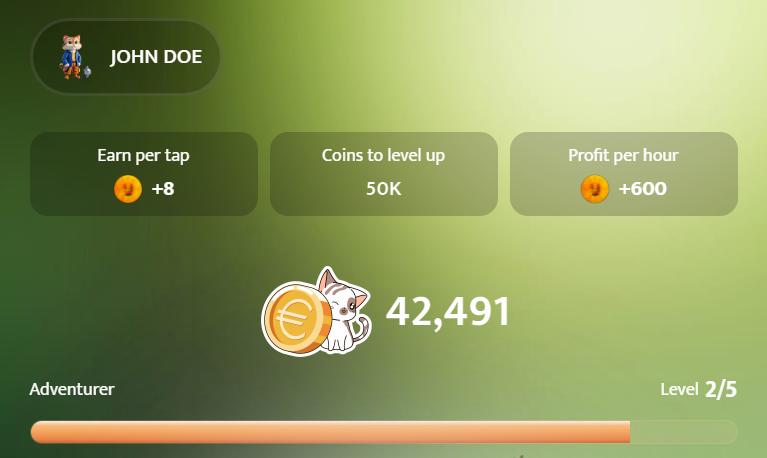 JOHN DOE
Earn per tap
+8
Coins to level up
50K
Profit per hour
+600
€
42,491
Adventurer
Level 2/5